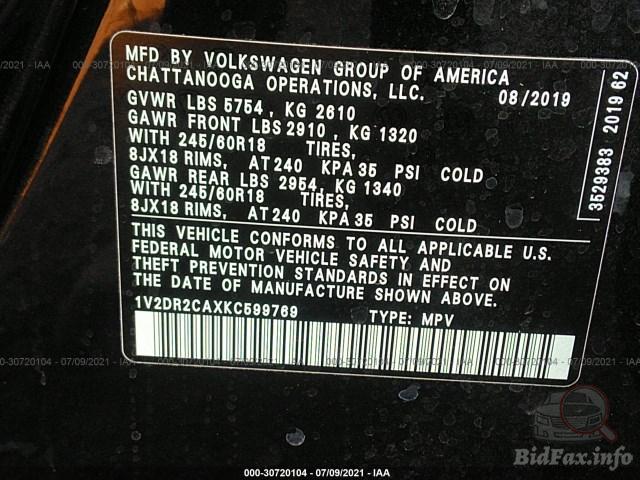 MFD BY VOLKSWAGEN GROUP OF AMERICA
CHATTANOOGA OPERATIONS, LLC.
08/2019
GVWR LBS 5754 , KG 2610
GAWR FRONT LBS 2910 , KG 1320
WITH 245/60R18 TIRES,
8JX18 RIMS, AT 240 KPA 35 PSI COLD
GAWR REAR LBS 2954, KG 1340
WITH 245/60R18 TIRES,
8JX18 RIMS, AT 240 KPA 35 PSI COLD
THIS VEHICLE CONFORMS TO ALL APPLICABLE U.S.
FEDERAL MOTOR VEHICLE SAFETY AND
THEFT PREVENTION STANDARDS IN EFFECT ON
THE DATE OF MANUFACTURE SHOWN ABOVE.
1V2DR2CAXKC599769 TYPE: MPV
3529383 2019 62
000-30720104 - 07/09/2021 - IAA
BidFax.info